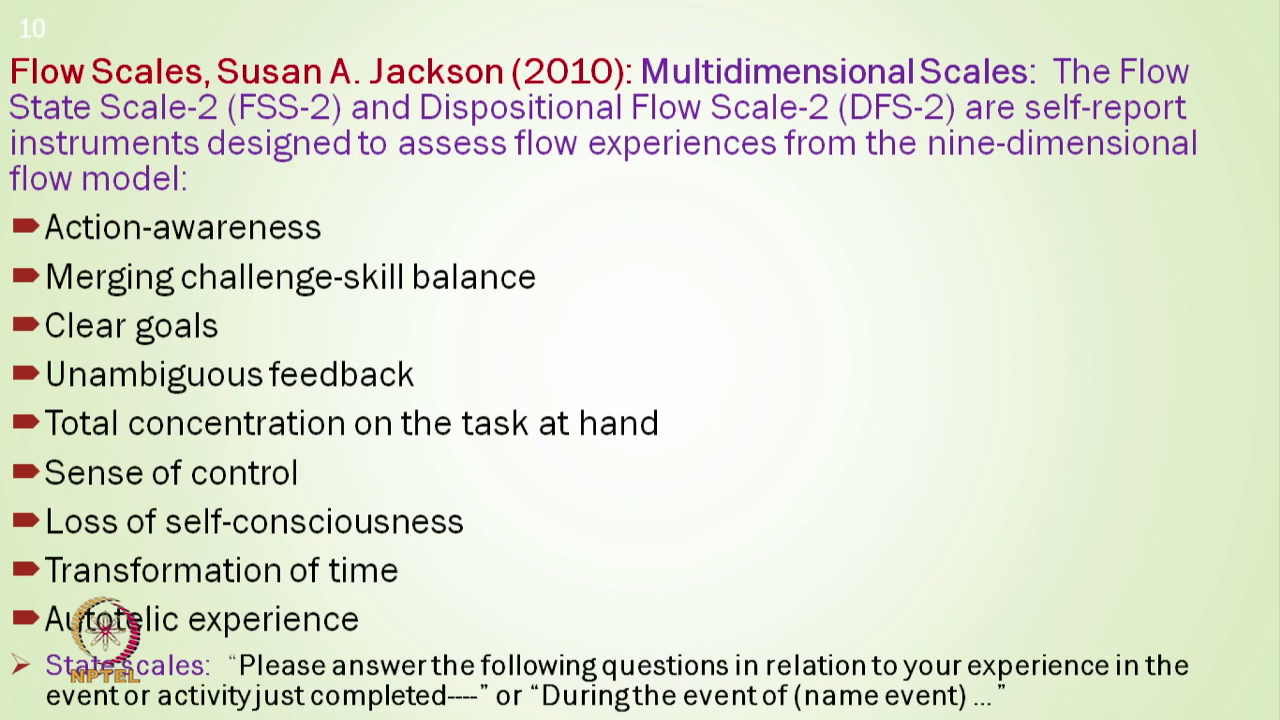 10
Flow Scales, Susan A. Jackson (2010): Multidimensional Scales: The Flow
State Scale-2 (FSS-2) and Dispositional Flow Scale-2 (DFS-2) are self-report
instruments designed to assess flow experiences from the nine-dimensional
flow model:
Action-awareness
Merging challenge-skill balance
Clear goals
Unambiguous feedback
Total concentration on the task at hand
Sense of control
Loss of self-consciousness
Transformation of time
Autotelic experience
State scales: “Please answer the following questions in relation to your experience in the
event or activity just completed----” or “During the event of (name event) ...”
NPTEL